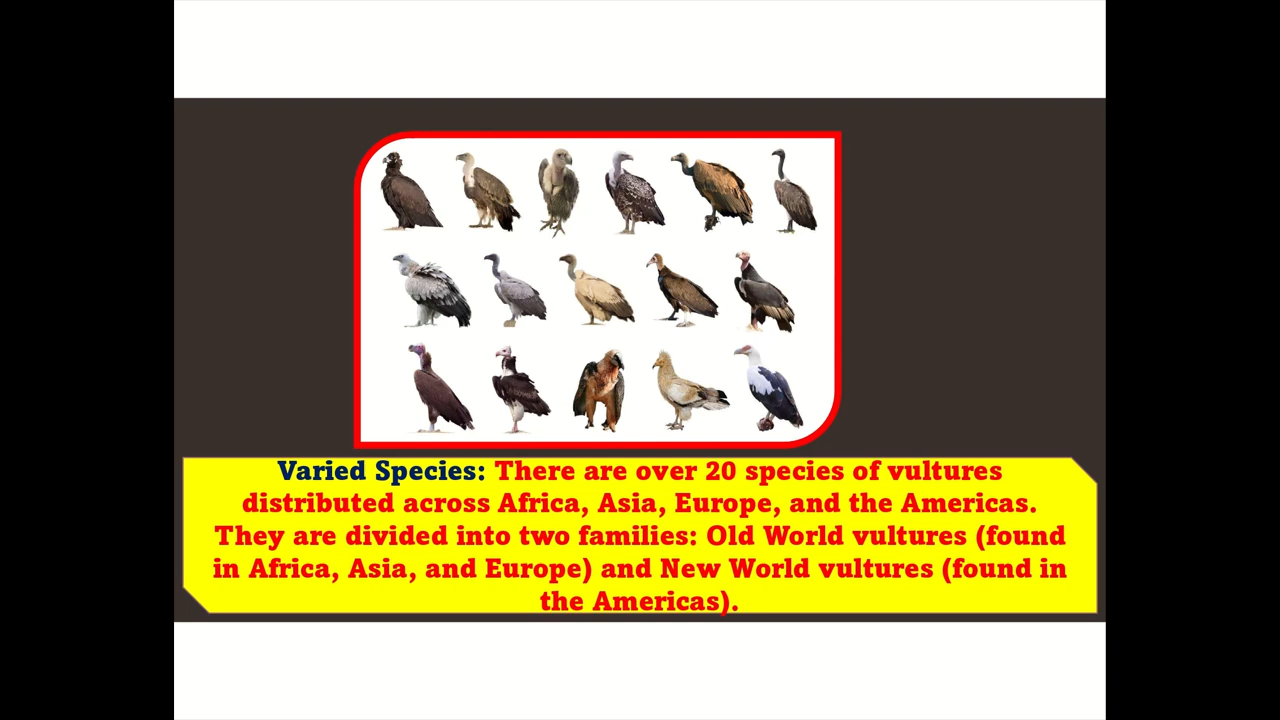 Varied Species: There are over 20 species of vultures
distributed across Africa, Asia, Europe, and the Americas.
They are divided into two families: Old World vultures (found
in Africa, Asia, and Europe) and New World vultures (found in
the Americas).